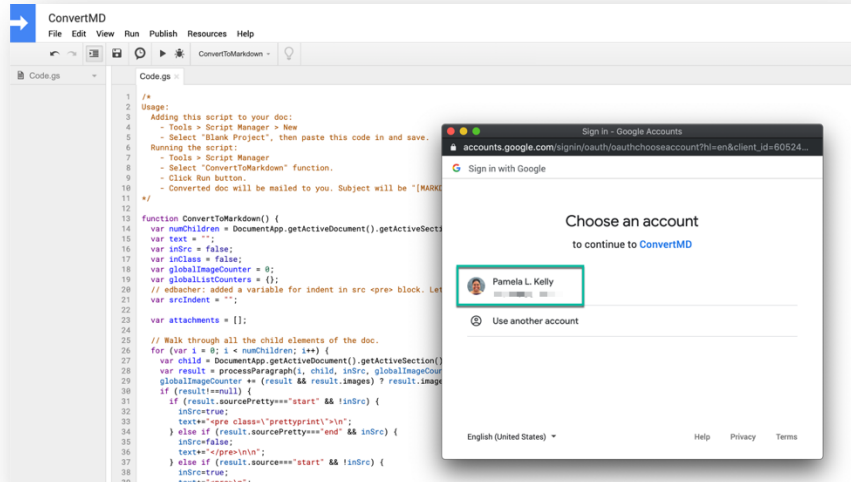 ConvertMD
File Edit View Run Publish Resources Help
ConvertToMarkdown
Code.gs
Code.gs ×
1 /*
2 Usage:
3 Adding this script to your doc:
4 - Tools > Script Manager > New
5 - Select "Blank Project", then paste this code in and save.
6 Running the script:
7 - Tools > Script Manager
8 - Select "ConvertToMarkdown" function.
9 - Click Run button.
10 - Converted doc will be mailed to you. Subject will be "[MARKD
11 */
12
13 function ConvertToMarkdown() {
14 var numChildren = DocumentApp.getActiveDocument().getActiveSecti
15 var text = "";
16 var inSrc = false;
17 var inClass = false;
18 var globalImageCounter = 0;
19 var globalListCounters = {};
20 // edbacher: added a variable for indent in src <pre> block. Let
21 var srcIndent = "";
22
23 var attachments = [];
24
25 // Walk through all the child elements of the doc.
26 for (var i = 0; i < numChildren; i++) {
27 var child = DocumentApp.getActiveDocument().getActiveSection()
28 var result = processParagraph(i, child, inSrc, globalImageCoun
29 globalImageCounter += (result && result.images) ? result.image
30 if (result!==null) {
31 if (result.sourcePretty==="start" && !inSrc) {
32 inSrc=true;
33 text+="<pre class=\"prettyprint\">\n";
34 } else if (result.sourcePretty==="end" && inSrc) {
35 inSrc=false;
36 text+="</pre>\n\n";
37 } else if (result.source==="start" && !inSrc) {
38 inSrc=true;
Sign in - Google Accounts
accounts.google.com/signin/oauth/oauthchooseaccount?hl=en&client_id=60524...
Sign in with Google
Choose an account
to continue to ConvertMD
Pamela L. Kelly
Use another account
English (United States)
Help Privacy Terms